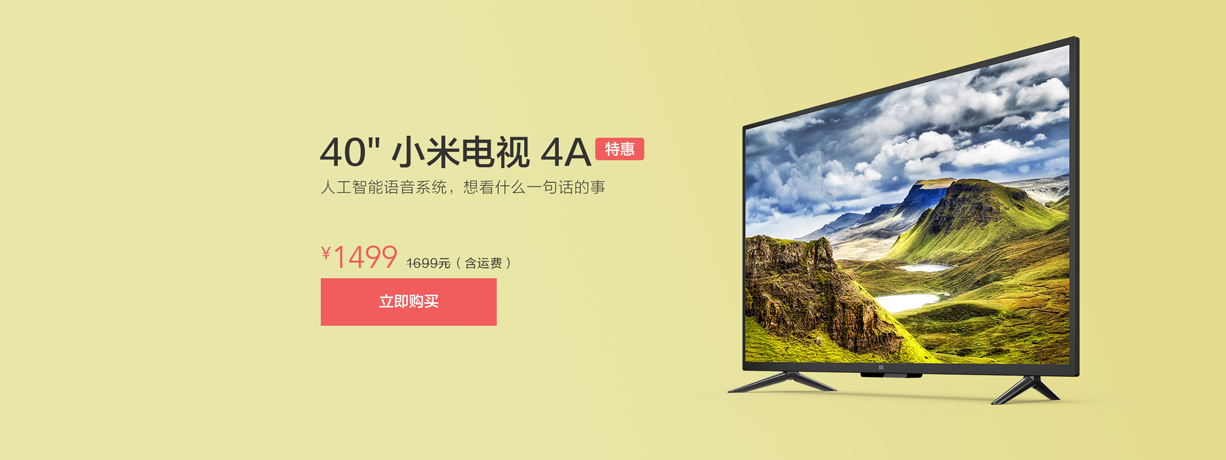 40" 小米电视 4A 特惠
人工智能语音系统，想看什么一句话的事
¥1499 1699元（含运费）
立即购买
mi